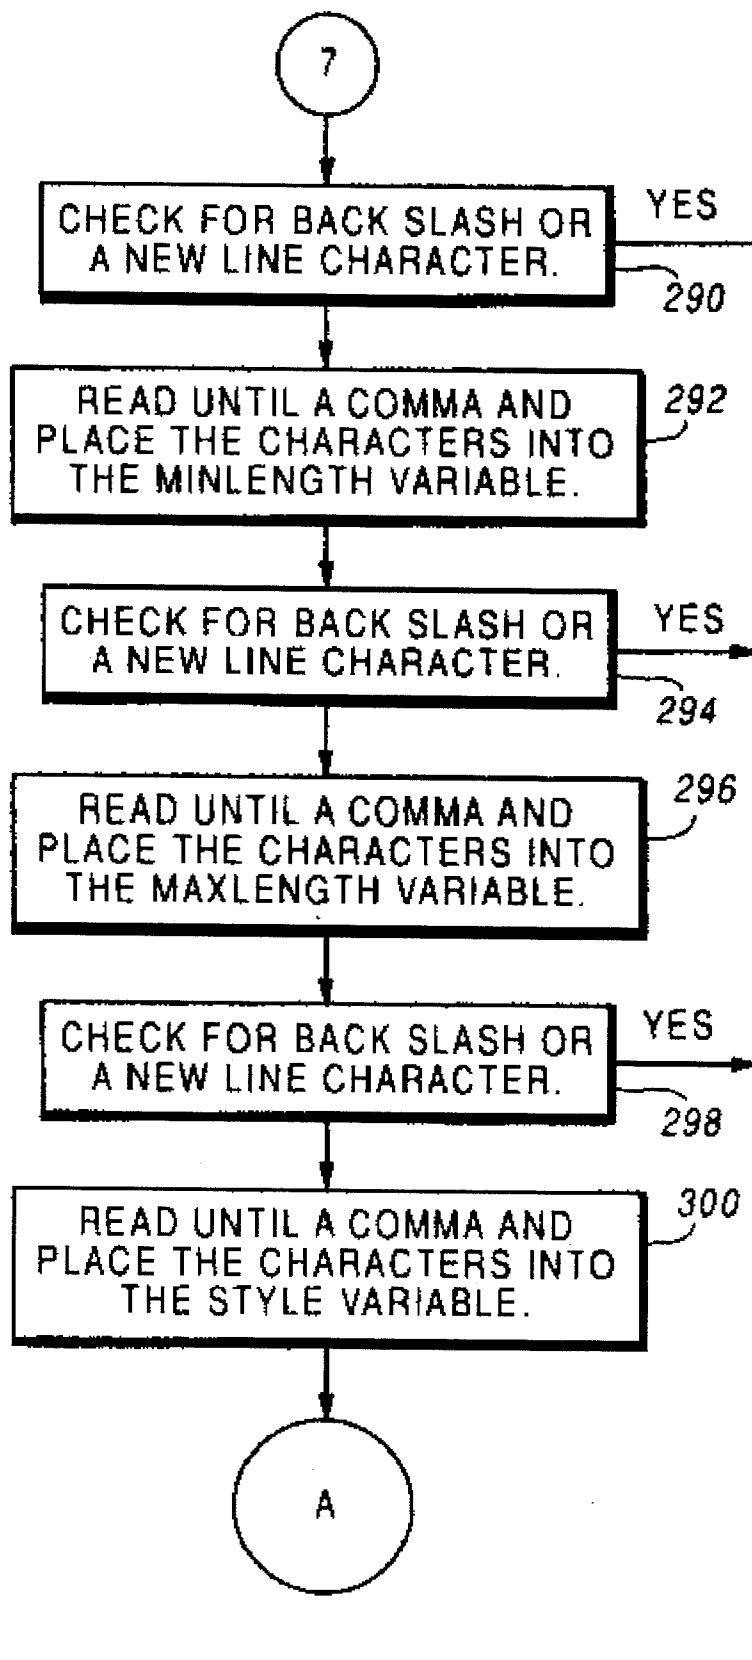 7
CHECK FOR BACK SLASH OR
A NEW LINE CHARACTER.
YES
290
READ UNTIL A COMMA AND
PLACE THE CHARACTERS INTO
THE MINLENGTH VARIABLE.
292
CHECK FOR BACK SLASH OR
A NEW LINE CHARACTER.
YES
294
READ UNTIL A COMMA AND
PLACE THE CHARACTERS INTO
THE MAXLENGTH VARIABLE.
296
CHECK FOR BACK SLASH OR
A NEW LINE CHARACTER.
YES
298
READ UNTIL A COMMA AND
PLACE THE CHARACTERS INTO
THE STYLE VARIABLE.
300
A